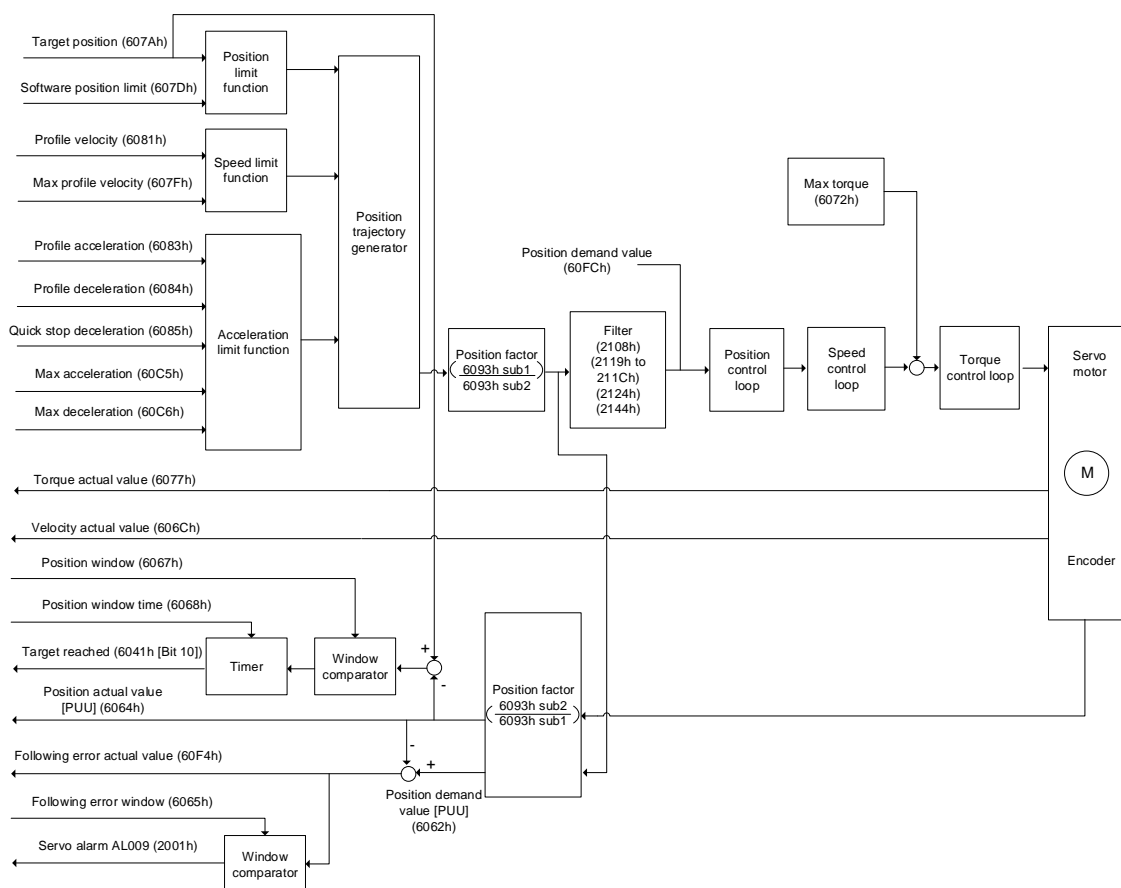 Target position (607Ah)
Software position limit (607Dh)
Position
limit
function
Profile velocity (6081h)
Max profile velocity (607Fh)
Speed limit
function
Profile acceleration (6083h)
Profile deceleration (6084h)
Quick stop deceleration (6085h)
Max acceleration (60C5h)
Max deceleration (60C6h)
Acceleration
limit function
Position
trajectory
generator
Position factor
(6093h sub1
6093h sub2)
Filter
(2108h)
(2119h to
211Ch)
(2124h)
(2144h)
Position demand value
(60FCh)
Position
control
loop
Speed
control
loop
Max torque
(6072h)
Torque
control loop
Servo
motor
M
Encoder
Torque actual value (6077h)
Velocity actual value (606Ch)
Position window (6067h)
Position window time (6068h)
Target reached (6041h [Bit 10])
Timer
Window
comparator
+
-
Position actual value
[PUU] (6064h)
Position factor
(6093h sub2
6093h sub1)
Following error actual value (60F4h)
-
+
Position demand
value [PUU]
(6062h)
Following error window (6065h)
Servo alarm AL009 (2001h)
Window
comparator